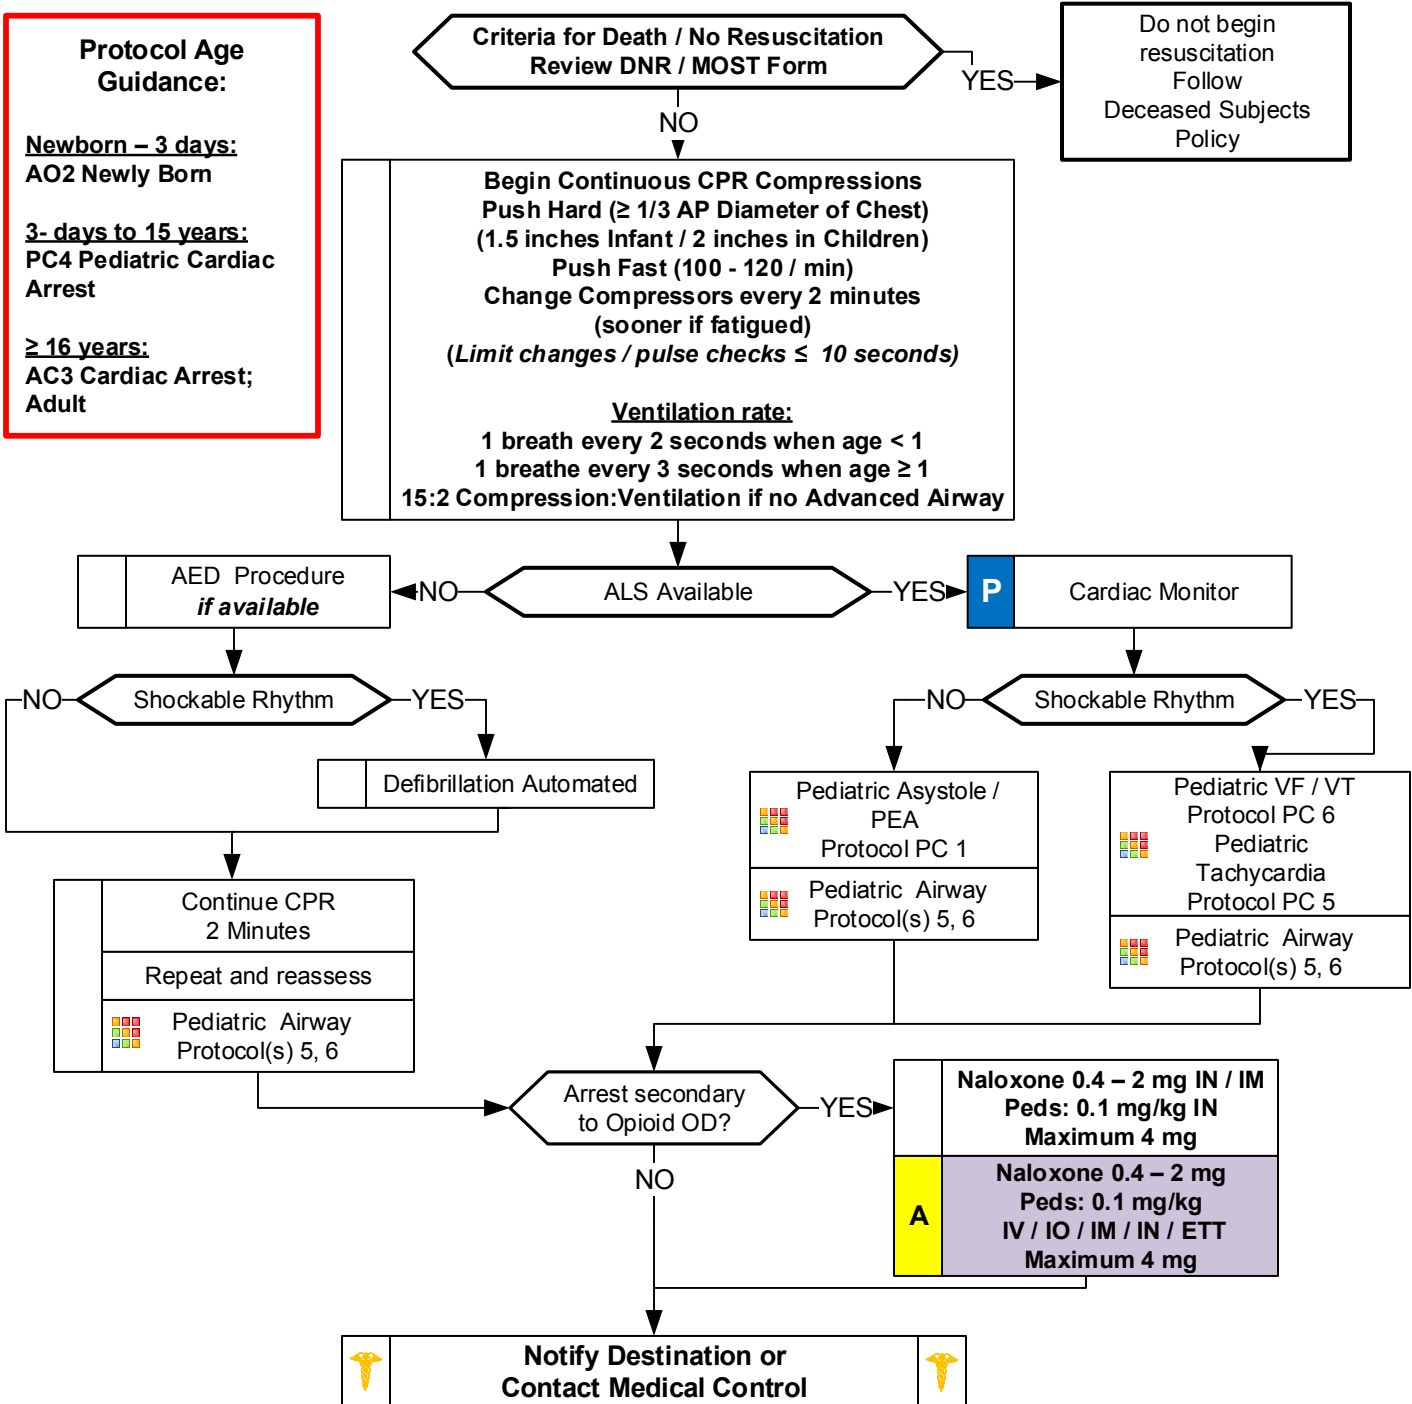 Protocol Age
Guidance:
Newborn – 3 days:
AO2 Newly Born
3- days to 15 years:
PC4 Pediatric Cardiac
Arrest
≥ 16 years:
AC3 Cardiac Arrest;
Adult
Criteria for Death / No Resuscitation
Review DNR / MOST Form
YES
Do not begin
resuscitation
Follow
Deceased Subjects
Policy
NO
Begin Continuous CPR Compressions
Push Hard (≥ 1/3 AP Diameter of Chest)
(1.5 inches Infant / 2 inches in Children)
Push Fast (100 - 120 / min)
Change Compressors every 2 minutes
(sooner if fatigued)
(Limit changes / pulse checks ≤ 10 seconds)
Ventilation rate:
1 breath every 2 seconds when age < 1
1 breathe every 3 seconds when age ≥ 1
15:2 Compression:Ventilation if no Advanced Airway
AED Procedure
if available
NO
ALS Available
YES
P
Cardiac Monitor
NO
Shockable Rhythm
YES
NO
Shockable Rhythm
YES
Defibrillation Automated
Pediatric Asystole /
PEA
Protocol PC 1
Pediatric Airway
Protocol(s) 5, 6
Pediatric VF / VT
Protocol PC 6
Pediatric
Tachycardia
Protocol PC 5
Pediatric Airway
Protocol(s) 5, 6
Continue CPR
2 Minutes
Repeat and reassess
Pediatric Airway
Protocol(s) 5, 6
Arrest secondary
to Opioid OD?
YES
Naloxone 0.4 – 2 mg IN / IM
Peds: 0.1 mg/kg IN
Maximum 4 mg
A
Naloxone 0.4 – 2 mg
Peds: 0.1 mg/kg
IV / IO / IM / IN / ETT
Maximum 4 mg
NO
Notify Destination or
Contact Medical Control